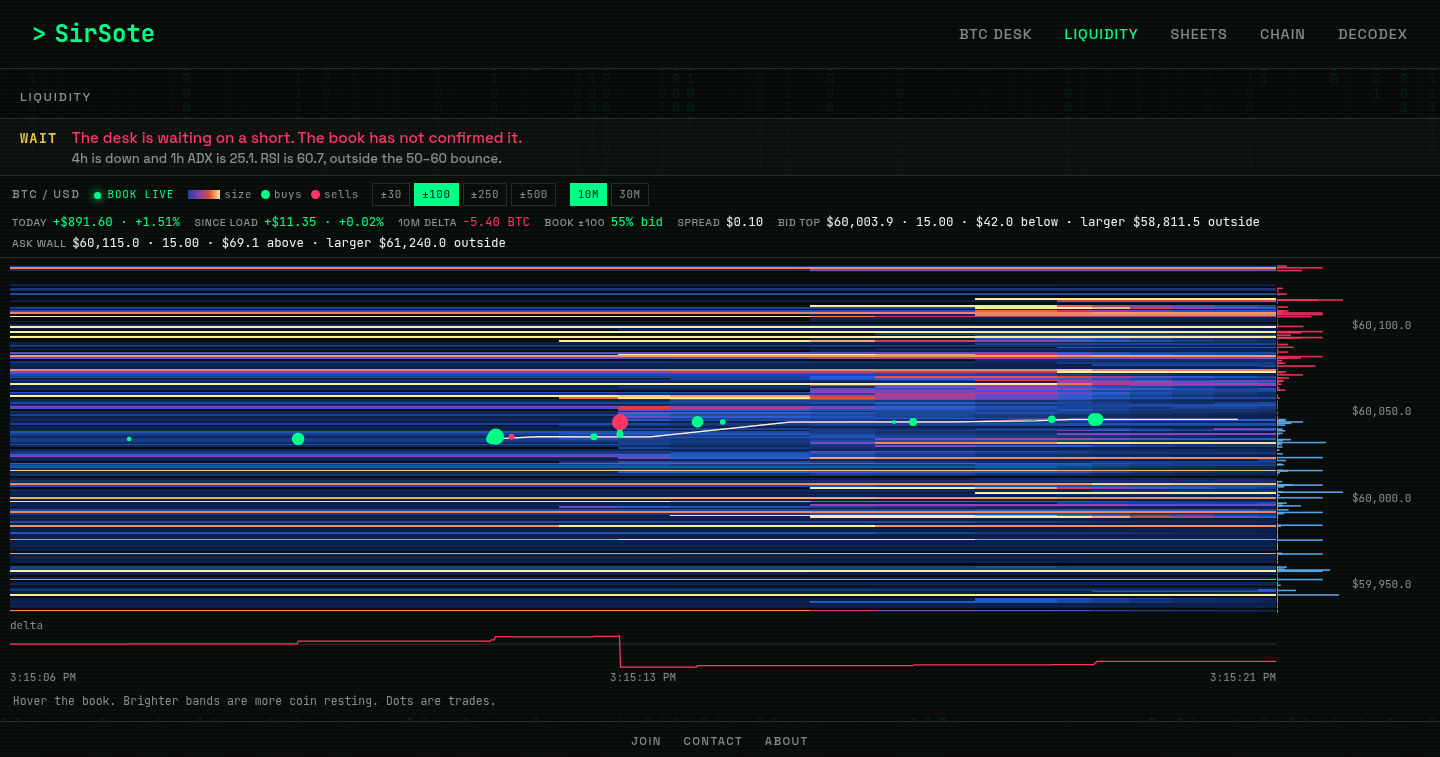 > SirSote
BTC DESK LIQUIDITY SHEETS CHAIN DECODEX
LIQUIDITY
WAIT The desk is waiting on a short. The book has not confirmed it.
4h is down and 1h ADX is 25.1. RSI is 60.7, outside the 50–60 bounce.
BTC / USD BOOK LIVE size buys sells ±30 ±100 ±250 ±500 10M 30M
TODAY +$891.60 · +1.51% SINCE LOAD +$11.35 · +0.02% 10M DELTA -5.40 BTC BOOK ±100 55% bid SPREAD $0.10 BID TOP $60,003.9 · 15.00 · $42.0 below · larger $58,811.5 outside
ASK WALL $60,115.0 · 15.00 · $69.1 above · larger $61,240.0 outside
$60,100.0
$60,050.0
$60,000.0
$59,950.0
delta
3:15:06 PM 3:15:13 PM 3:15:21 PM
Hover the book. Brighter bands are more coin resting. Dots are trades.
JOIN CONTACT ABOUT